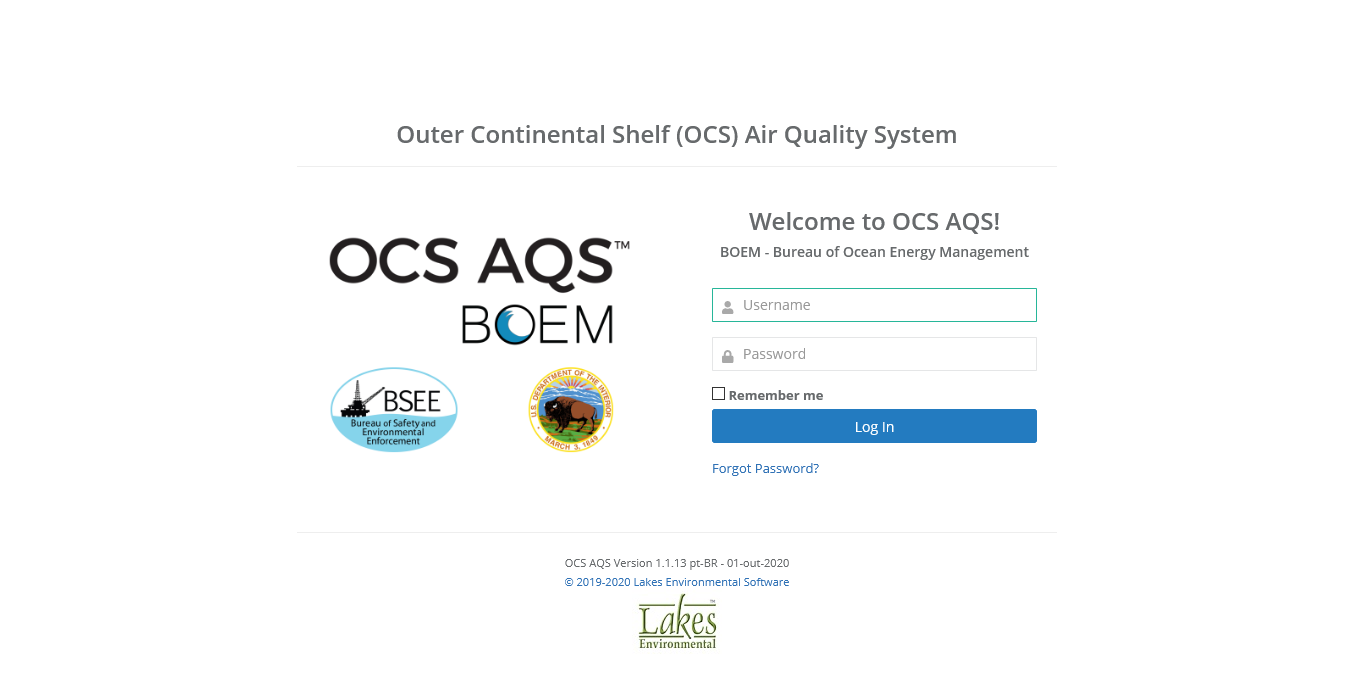 Outer Continental Shelf (OCS) Air Quality System
OCS AQS™
BOEM
BSEE
Bureau of Safety and
Environmental
Enforcement
U.S. DEPARTMENT OF THE INTERIOR
MARCH 3, 1849
Welcome to OCS AQS!
BOEM - Bureau of Ocean Energy Management
Username
Password
Remember me
Log In
Forgot Password?
OCS AQS Version 1.1.13 pt-BR - 01-out-2020
© 2019-2020 Lakes Environmental Software
Lakes™
Environmental